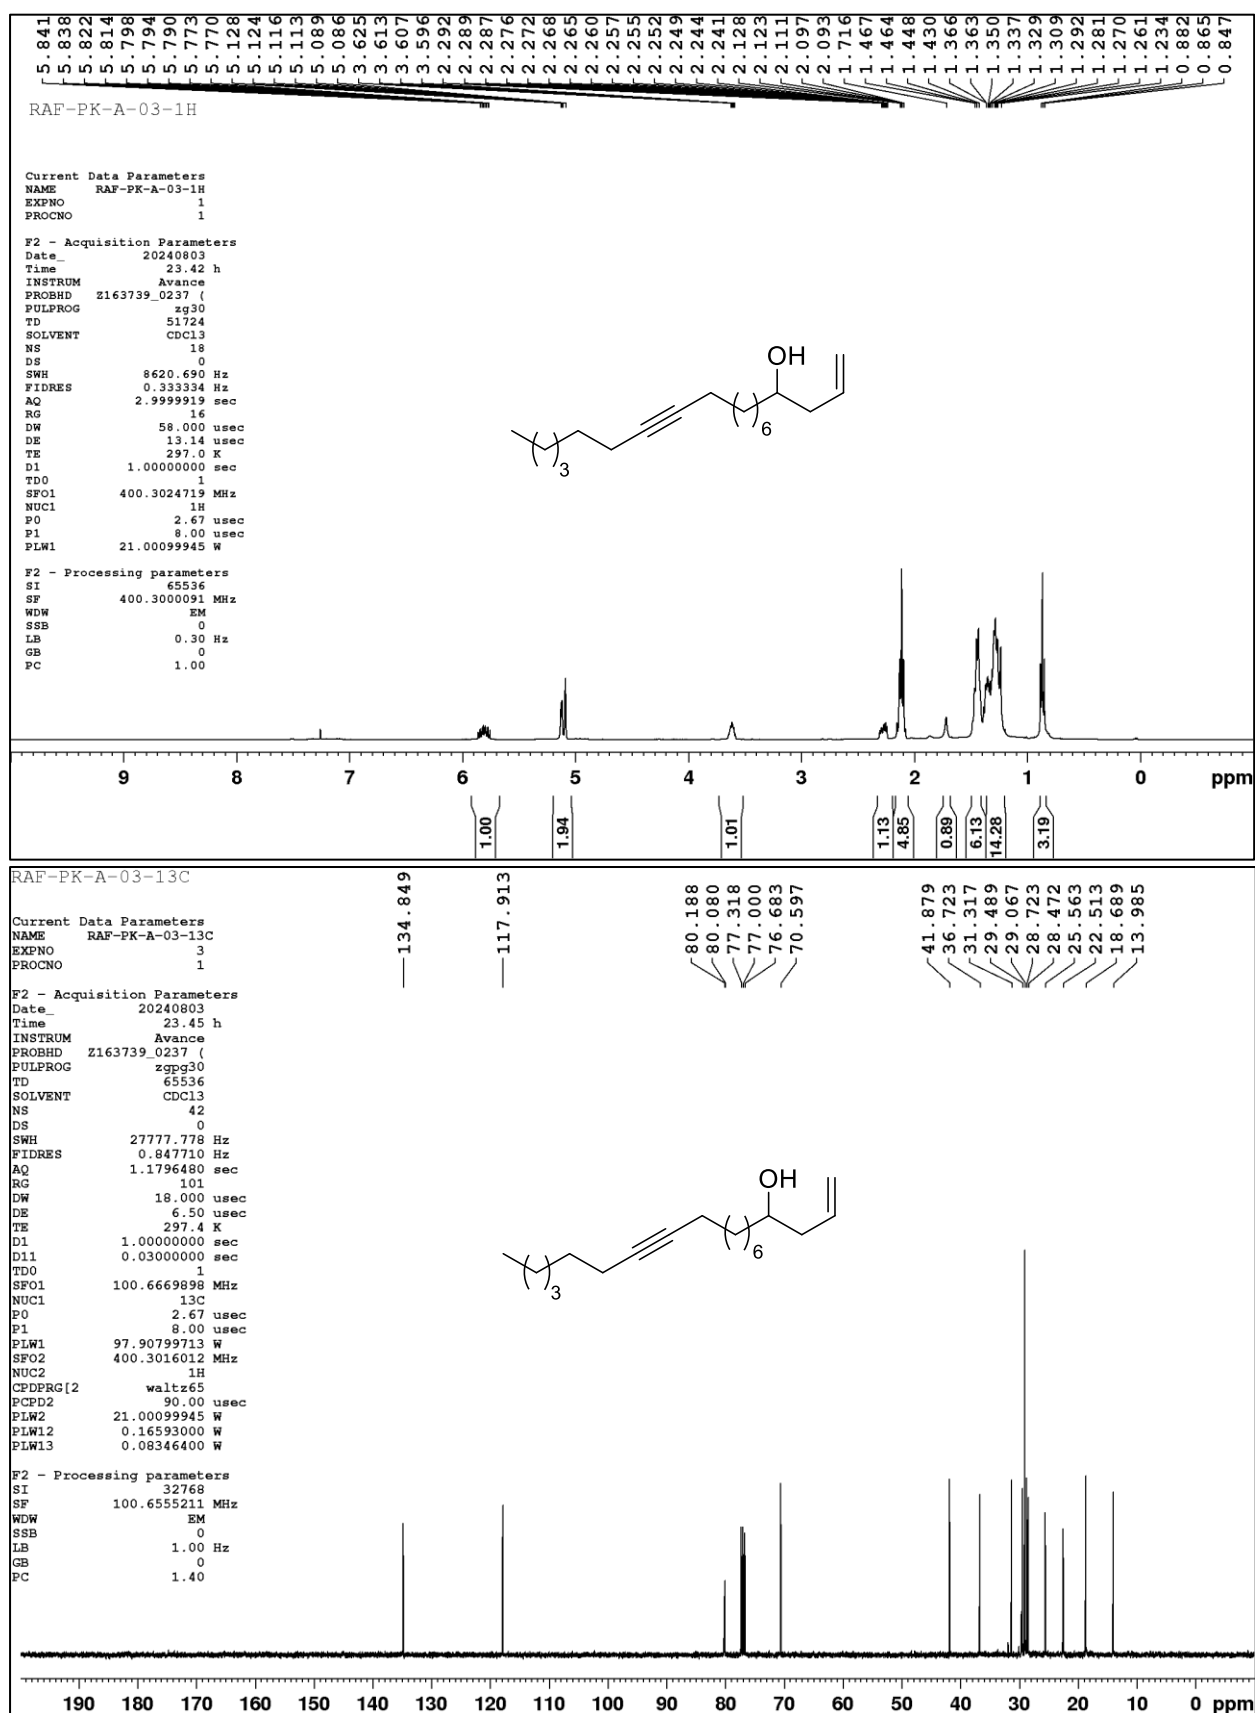 5.841
5.838
5.822
5.814
5.798
5.794
5.790
5.773
5.770
5.128
5.124
5.116
5.113
5.089
5.086
3.625
3.613
3.607
3.596
2.292
2.289
2.287
2.276
2.272
2.268
2.265
2.260
2.257
2.255
2.252
2.249
2.244
2.241
2.128
2.123
2.111
2.097
2.093
1.716
1.467
1.464
1.448
1.430
1.366
1.363
1.350
1.337
1.329
1.309
1.292
1.281
1.270
1.261
1.234
0.882
0.865
0.847
RAF-PK-A-03-1H
Current Data Parameters
NAME RAF-PK-A-03-1H
EXPNO 1
PROCNO 1
F2 - Acquisition Parameters
Date_ 20240803
Time 23.42 h
INSTRUM Avance
PROBHD Z163739_0237 (
PULPROG zg30
TD 51724
SOLVENT CDCl3
NS 18
DS 0
SWH 8620.690 Hz
FIDRES 0.333334 Hz
AQ 2.9999919 sec
RG 16
DW 58.000 usec
DE 13.14 usec
TE 297.0 K
D1 1.00000000 sec
TD0 1
SFO1 400.3024719 MHz
NUC1 1H
P0 2.67 usec
P1 8.00 usec
PLW1 21.00099945 W
F2 - Processing parameters
SI 65536
SF 400.3000091 MHz
WDW EM
SSB 0
LB 0.30 Hz
GB 0
PC 1.00
OH
6
3
9 8 7 6 5 4 3 2 1 0 ppm
1.00 1.94 1.01 1.13 4.85 0.89 6.13 14.28 3.19
RAF-PK-A-03-13C
134.849
117.913
80.188
80.080
77.318
77.000
76.683
70.597
41.879
36.723
31.317
29.489
29.067
28.723
28.472
25.563
22.513
18.689
13.985
Current Data Parameters
NAME RAF-PK-A-03-13C
EXPNO 3
PROCNO 1
F2 - Acquisition Parameters
Date_ 20240803
Time 23.45 h
INSTRUM Avance
PROBHD Z163739_0237 (
PULPROG zgpg30
TD 65536
SOLVENT CDCl3
NS 42
DS 0
SWH 27777.778 Hz
FIDRES 0.847710 Hz
AQ 1.1796480 sec
RG 101
DW 18.000 usec
DE 6.50 usec
TE 297.4 K
D1 1.00000000 sec
D11 0.03000000 sec
TD0 1
SFO1 100.6669898 MHz
NUC1 13C
P0 2.67 usec
P1 8.00 usec
PLW1 97.90799713 W
SFO2 400.3016012 MHz
NUC2 1H
CPDPRG[2 waltz65
PCPD2 90.00 usec
PLW2 21.00099945 W
PLW12 0.16593000 W
PLW13 0.08346400 W
F2 - Processing parameters
SI 32768
SF 100.6555211 MHz
WDW EM
SSB 0
LB 1.00 Hz
GB 0
PC 1.40
OH
6
3
190 180 170 160 150 140 130 120 110 100 90 80 70 60 50 40 30 20 10 0 ppm